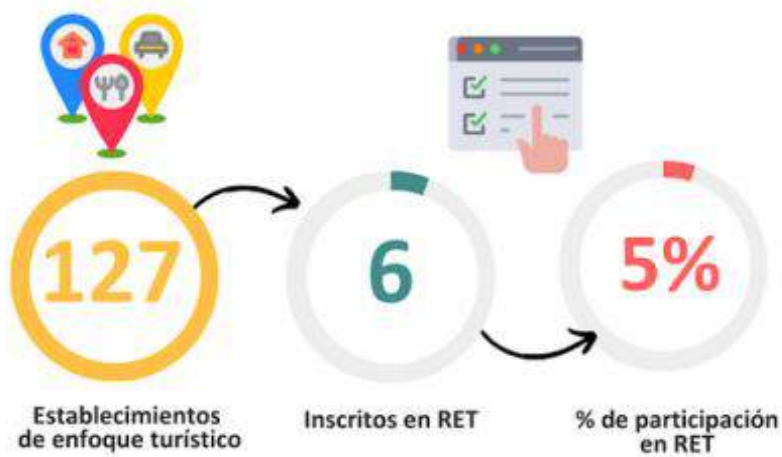 127
6
5%
Establecimientos
de enfoque turístico
Inscritos en RET
% de participación
en RET